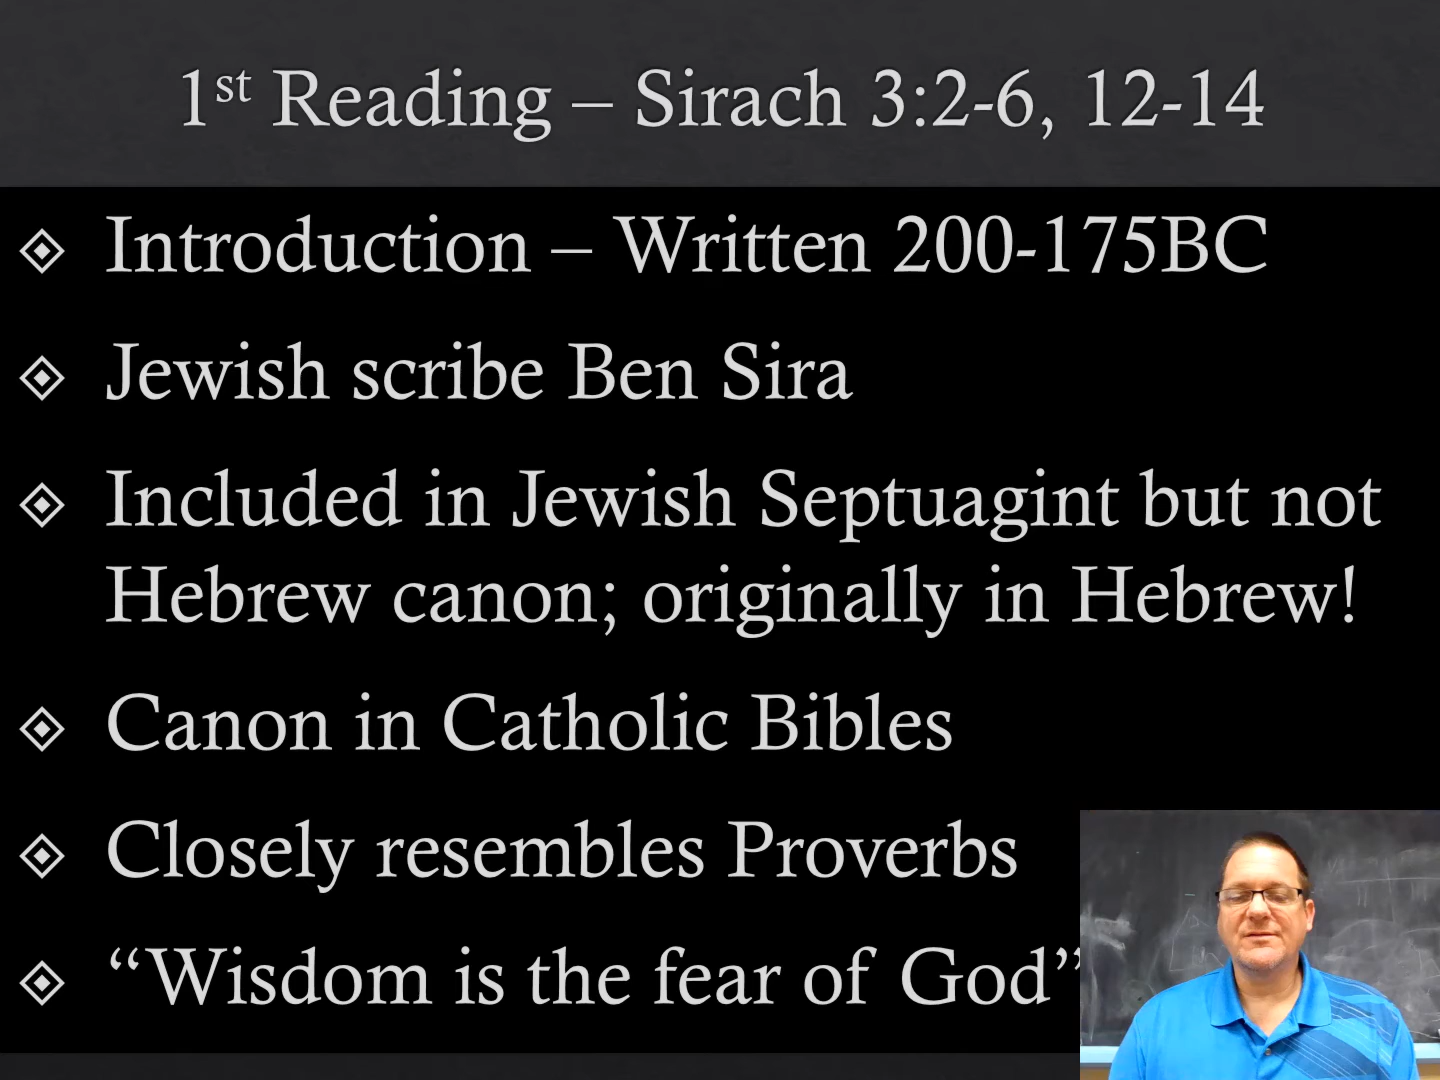 1st Reading – Sirach 3:2-6, 12-14
Introduction – Written 200-175BC
Jewish scribe Ben Sira
Included in Jewish Septuagint but not
Hebrew canon; originally in Hebrew!
Canon in Catholic Bibles
Closely resembles Proverbs
“Wisdom is the fear of God”